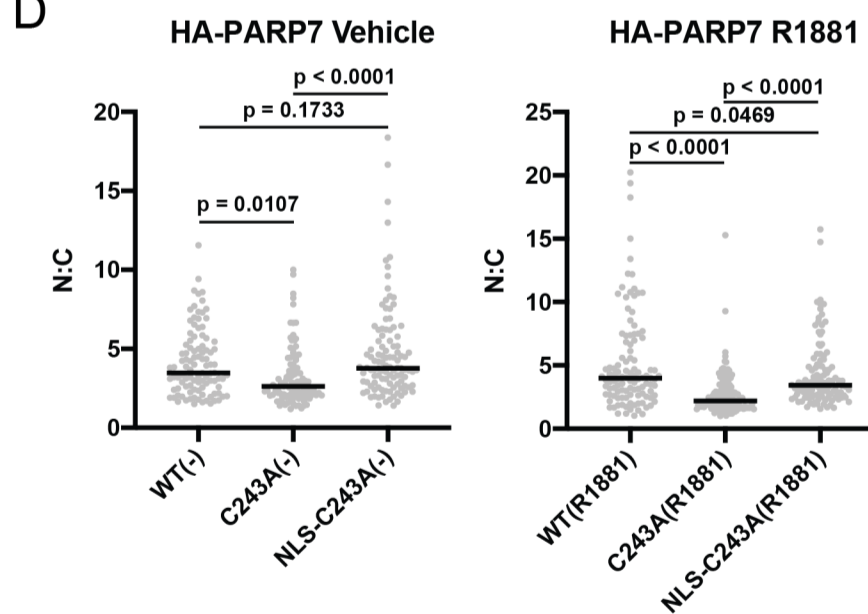 D
HA-PARP7 Vehicle
p < 0.0001
p = 0.1733
p = 0.0107
20
15
10
5
0
N:C
WT(-)
C243A(-)
NLS-C243A(-)
HA-PARP7 R1881
p < 0.0001
p = 0.0469
p < 0.0001
25
20
15
10
5
0
N:C
WT(R1881)
C243A(R1881)
NLS-C243A(R1881)